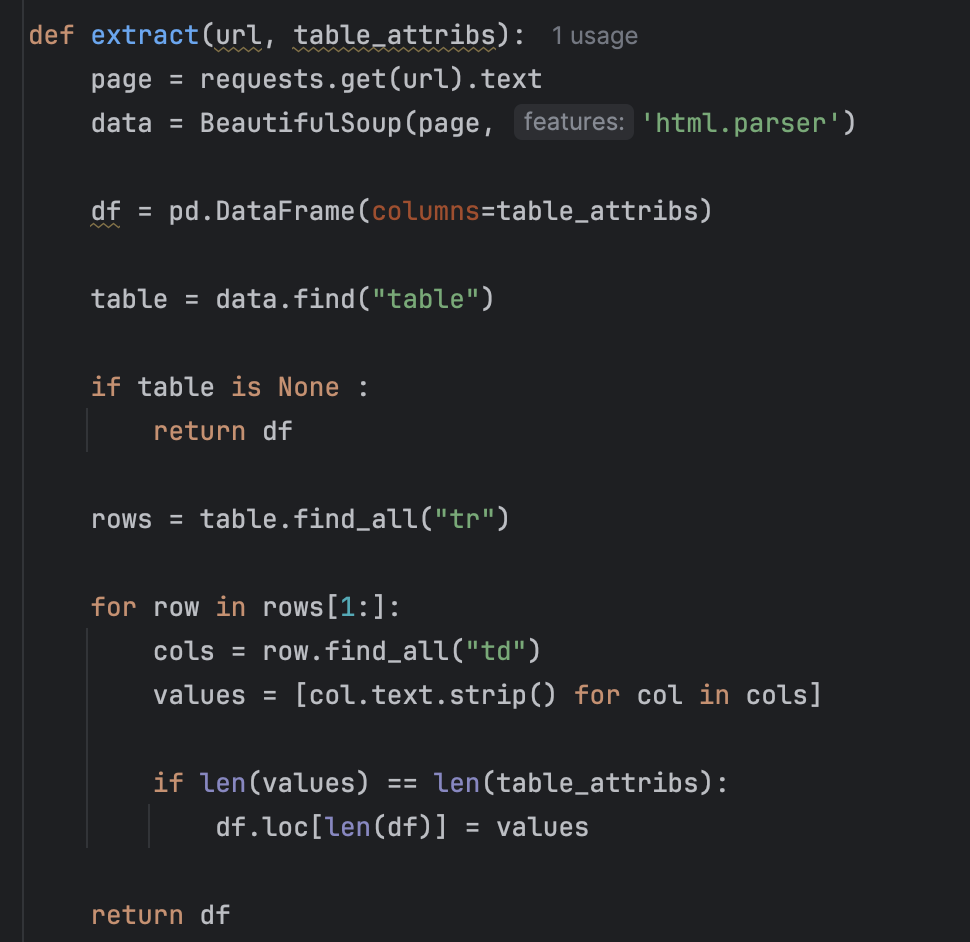 def extract(url, table_attribs): 1 usage
    page = requests.get(url).text
    data = BeautifulSoup(page, features: 'html.parser')

    df = pd.DataFrame(columns=table_attribs)

    table = data.find("table")

    if table is None :
        return df

    rows = table.find_all("tr")

    for row in rows[1:]:
        cols = row.find_all("td")
        values = [col.text.strip() for col in cols]

        if len(values) == len(table_attribs):
            df.loc[len(df)] = values

    return df